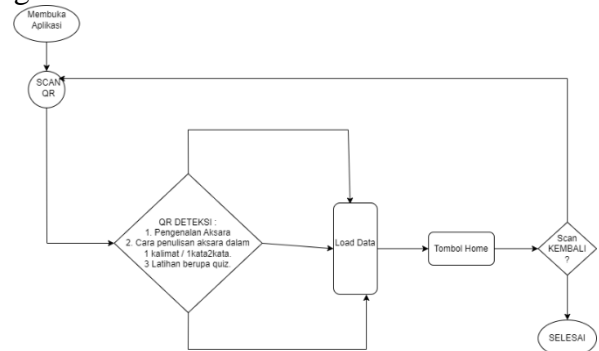 Membuka
Aplikasi
SCAN
QR
QR DETEKSI :
1. Pengenalan Aksara
2. Cara penulisan aksara dalam
1 kalimat / 1kata2kata.
3 Latihan berupa quiz.
Load Data
Tombol Home
Scan
KEMBALI
?
SELESAI